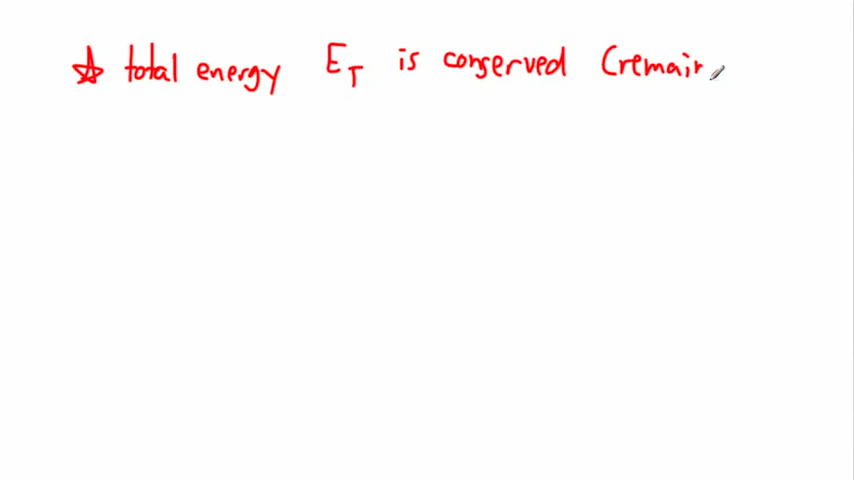 ☆ total energy E_T is conserved (remain